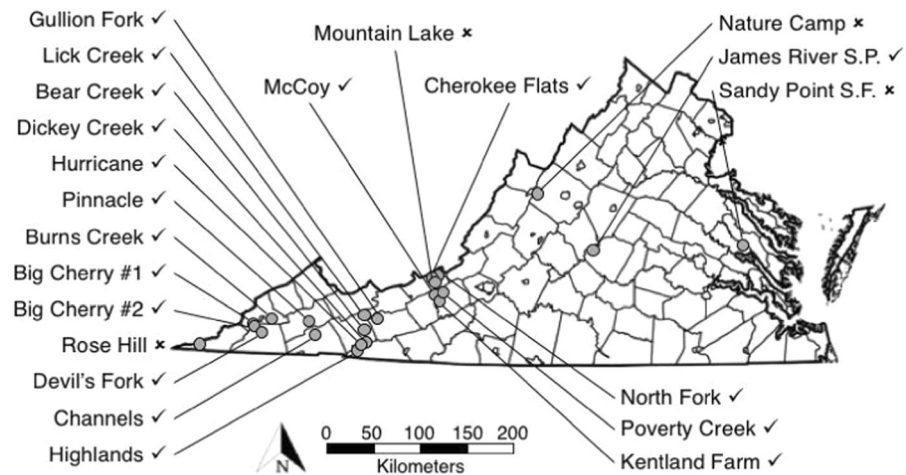 Gullion Fork ✓
Lick Creek ✓
Bear Creek ✓
Dickey Creek ✓
Hurricane ✓
Pinnacle ✓
Burns Creek ✓
Big Cherry #1 ✓
Big Cherry #2 ✓
Rose Hill ✗
Devil's Fork ✓
Channels ✓
Highlands ✓
Mountain Lake ✗
McCoy ✓
Cherokee Flats ✓
Nature Camp ✗
James River S.P. ✓
Sandy Point S.F. ✗
North Fork ✓
Poverty Creek ✓
Kentland Farm ✓
N
0 50 100 150 200
Kilometers